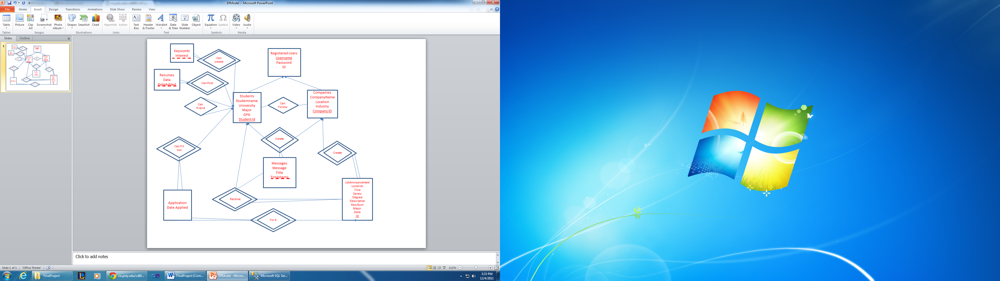 ERModel - Microsoft PowerPoint
File Home Insert Design Transitions Animations Slide Show Review View
Table Picture Clip Art Screenshot Photo Album Shapes SmartArt Chart Hyperlink Action Text Box Header & Footer WordArt Date & Time Slide Number Object Equation Symbol Video Audio
Tables Images Illustrations Links Text Symbols Media
Slides Outline
1
Keywords
Interest
Can
create
Registered Users
Username
Password
ID
Resumes
Data
DateAdded
Can Post
Can
friend
Students
Studentname
University
Major
GPA
Student Id
Can
Follow
Companies
CompanyName
Location
Industry
Company ID
Can fill
out
Create
Create
Messages
Message
Title
Timestamp
Application
Date Applied
Receive
JobAnnouncement
Location
Title
Salary
Degree
Description
Req Num
Major
Date
ID
For A
Click to add notes
Slide 1 of 1 "Office Theme" 111%
FinalProject
cis.poly.edu/cs60...
FinalProject [Com...
ERModel - Micros...
Microsoft SQL Ser...
3:33 PM
12/4/2011